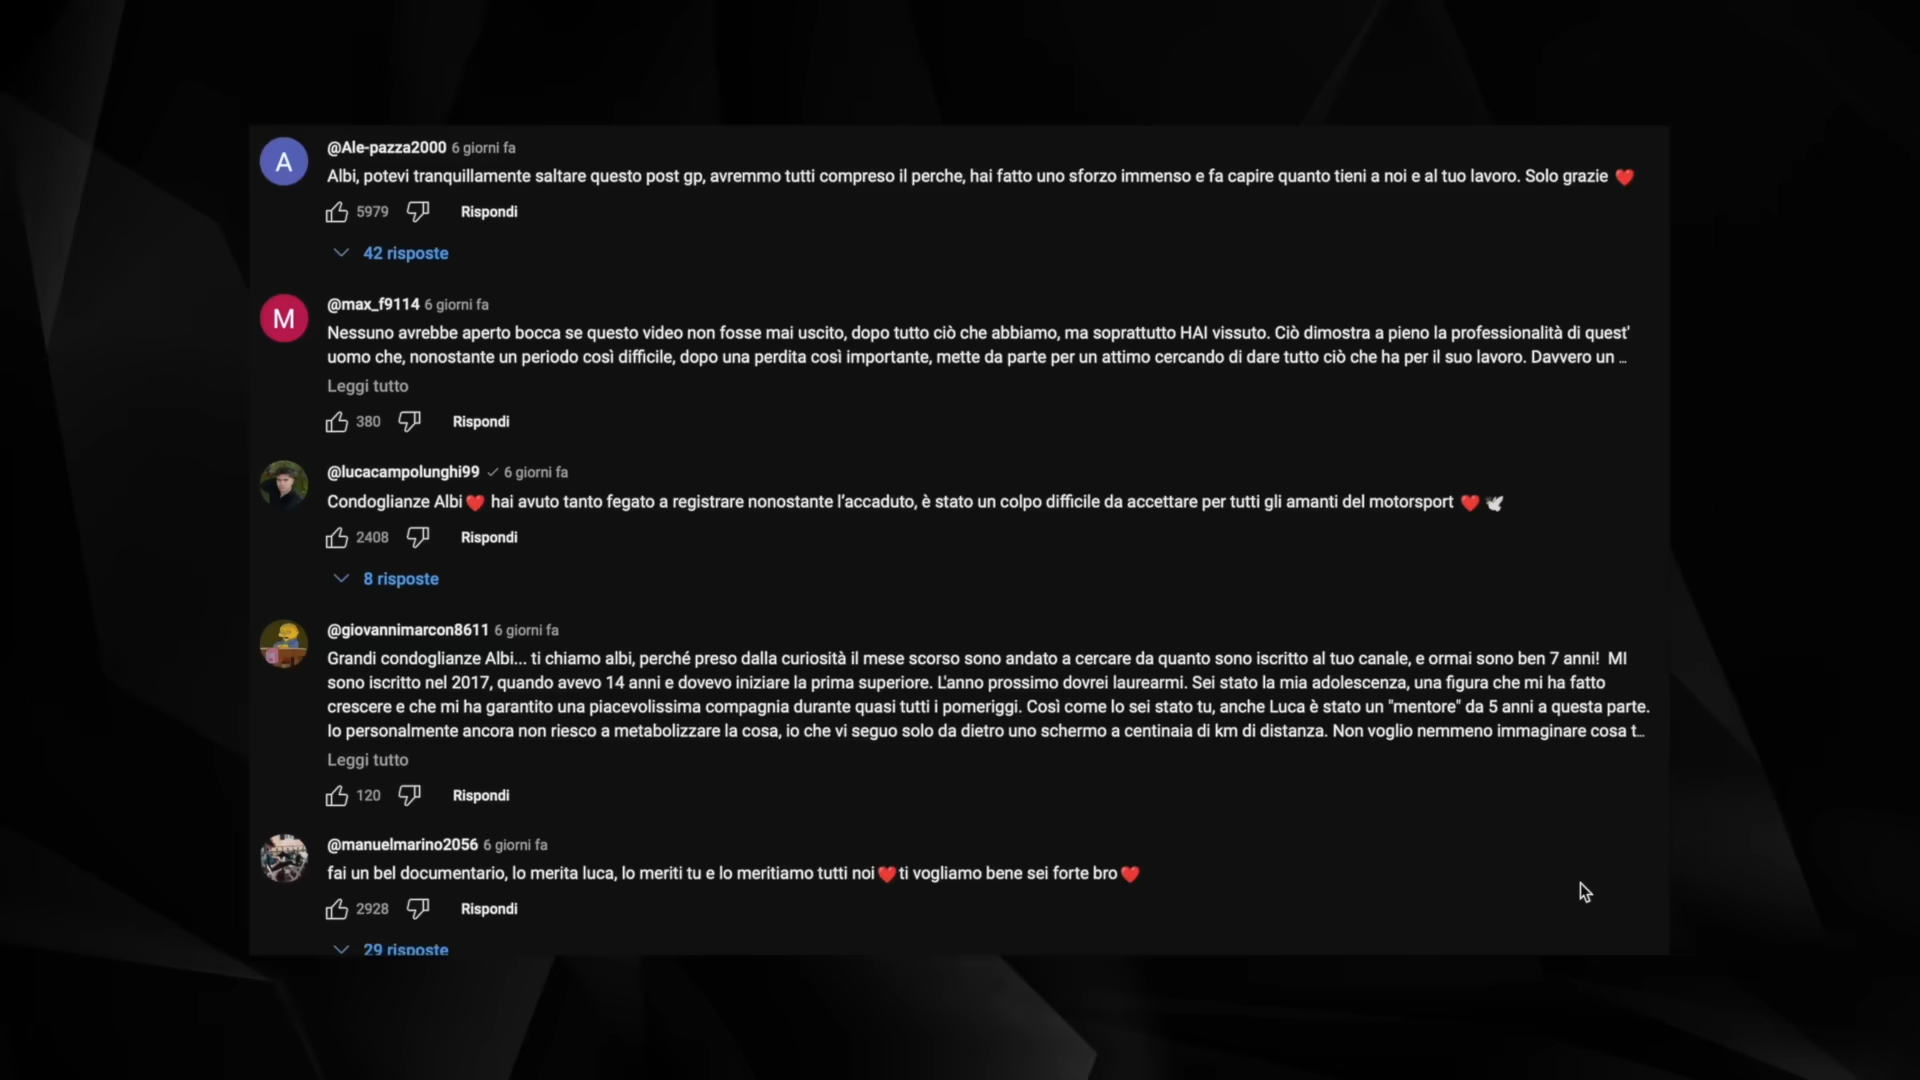 A
@Ale-pazza2000 6 giorni fa
Albi, potevi tranquillamente saltare questo post gp, avremmo tutti compreso il perche, hai fatto uno sforzo immenso e fa capire quanto tieni a noi e al tuo lavoro. Solo grazie ❤️
5979 Rispondi
42 risposte
M
@max_f9114 6 giorni fa
Nessuno avrebbe aperto bocca se questo video non fosse mai uscito, dopo tutto ciò che abbiamo, ma soprattutto HAI vissuto. Ciò dimostra a pieno la professionalità di quest'
uomo che, nonostante un periodo così difficile, dopo una perdita così importante, mette da parte per un attimo cercando di dare tutto ciò che ha per il suo lavoro. Davvero un ...
Leggi tutto
380 Rispondi
@lucacampolunghi99 ✓ 6 giorni fa
Condoglianze Albi❤️ hai avuto tanto fegato a registrare nonostante l'accaduto, è stato un colpo difficile da accettare per tutti gli amanti del motorsport ❤️ 🕊️
2408 Rispondi
8 risposte
@giovannimarcon8611 6 giorni fa
Grandi condoglianze Albi... ti chiamo albi, perché preso dalla curiosità il mese scorso sono andato a cercare da quanto sono iscritto al tuo canale, e ormai sono ben 7 anni! MI
sono iscritto nel 2017, quando avevo 14 anni e dovevo iniziare la prima superiore. L'anno prossimo dovrei laurearmi. Sei stato la mia adolescenza, una figura che mi ha fatto
crescere e che mi ha garantito una piacevolissima compagnia durante quasi tutti i pomeriggi. Così come lo sei stato tu, anche Luca è stato un "mentore" da 5 anni a questa parte.
Io personalmente ancora non riesco a metabolizzare la cosa, io che vi seguo solo da dietro uno schermo a centinaia di km di distanza. Non voglio nemmeno immaginare cosa t...
Leggi tutto
120 Rispondi
@manuelmarino2056 6 giorni fa
fai un bel documentario, lo merita luca, lo meriti tu e lo meritiamo tutti noi❤️ti vogliamo bene sei forte bro❤️
2928 Rispondi
29 risposte